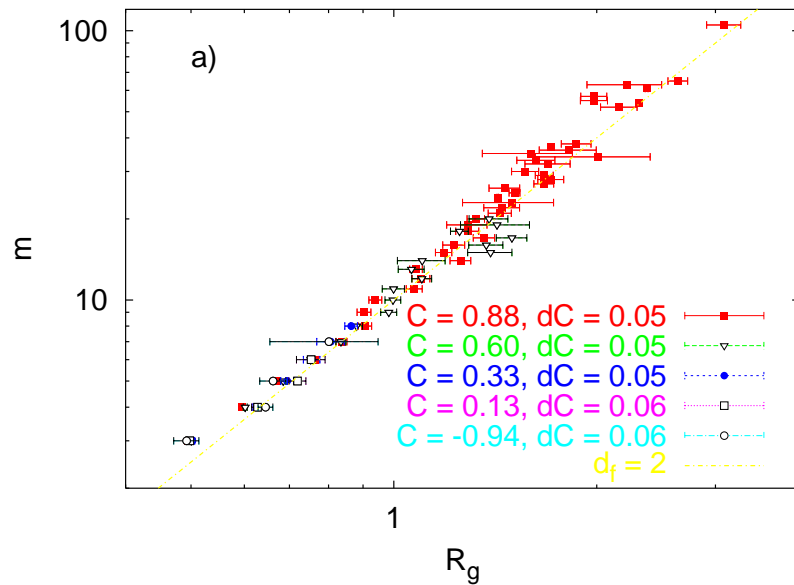 100
a)
m
10
C = 0.88, dC = 0.05
C = 0.60, dC = 0.05
C = 0.33, dC = 0.05
C = 0.13, dC = 0.06
C = -0.94, dC = 0.06
d_f = 2
1
R_g